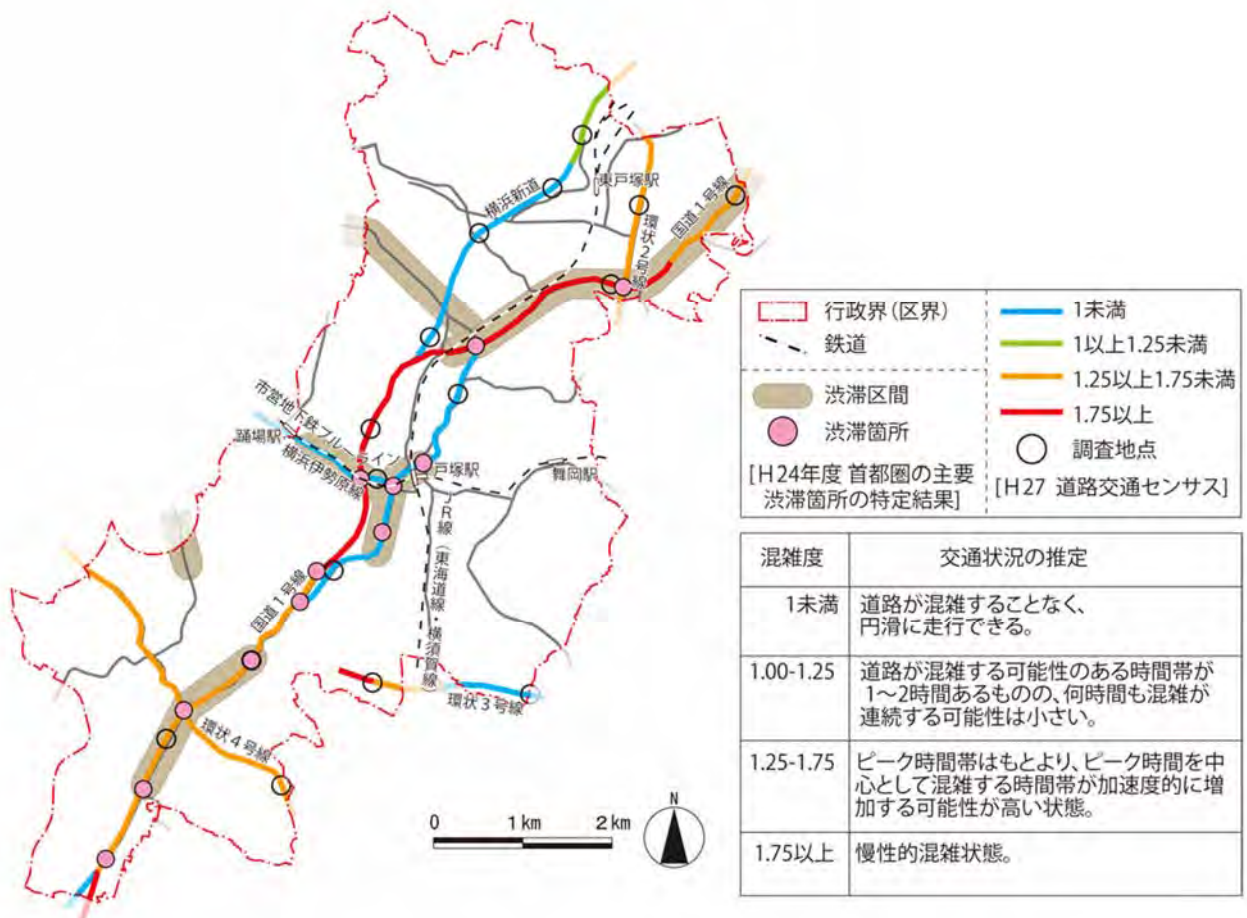 横浜新道
東戸塚駅
環状2号線
国道1号線
市営地下鉄ブルーライン
踊場駅
横浜伊勢原線
戸塚駅
舞岡駅
JR線（東海道線・横須賀線）
国道1号線
環状3号線
環状4号線
0 1km 2km
N
行政界（区界）
鉄道
渋滞区間
渋滞箇所
[H24年度 首都圏の主要
渋滞箇所の特定結果]
1未満
1以上1.25未満
1.25以上1.75未満
1.75以上
調査地点
[H27 道路交通センサス]
混雑度 交通状況の推定
1未満 道路が混雑することなく、
円滑に走行できる。
1.00-1.25 道路が混雑する可能性のある時間帯が
1〜2時間あるものの、何時間も混雑が
連続する可能性は小さい。
1.25-1.75 ピーク時間帯はもとより、ピーク時間を中
心として混雑する時間帯が加速度的に増
加する可能性が高い状態。
1.75以上 慢性的混雑状態。